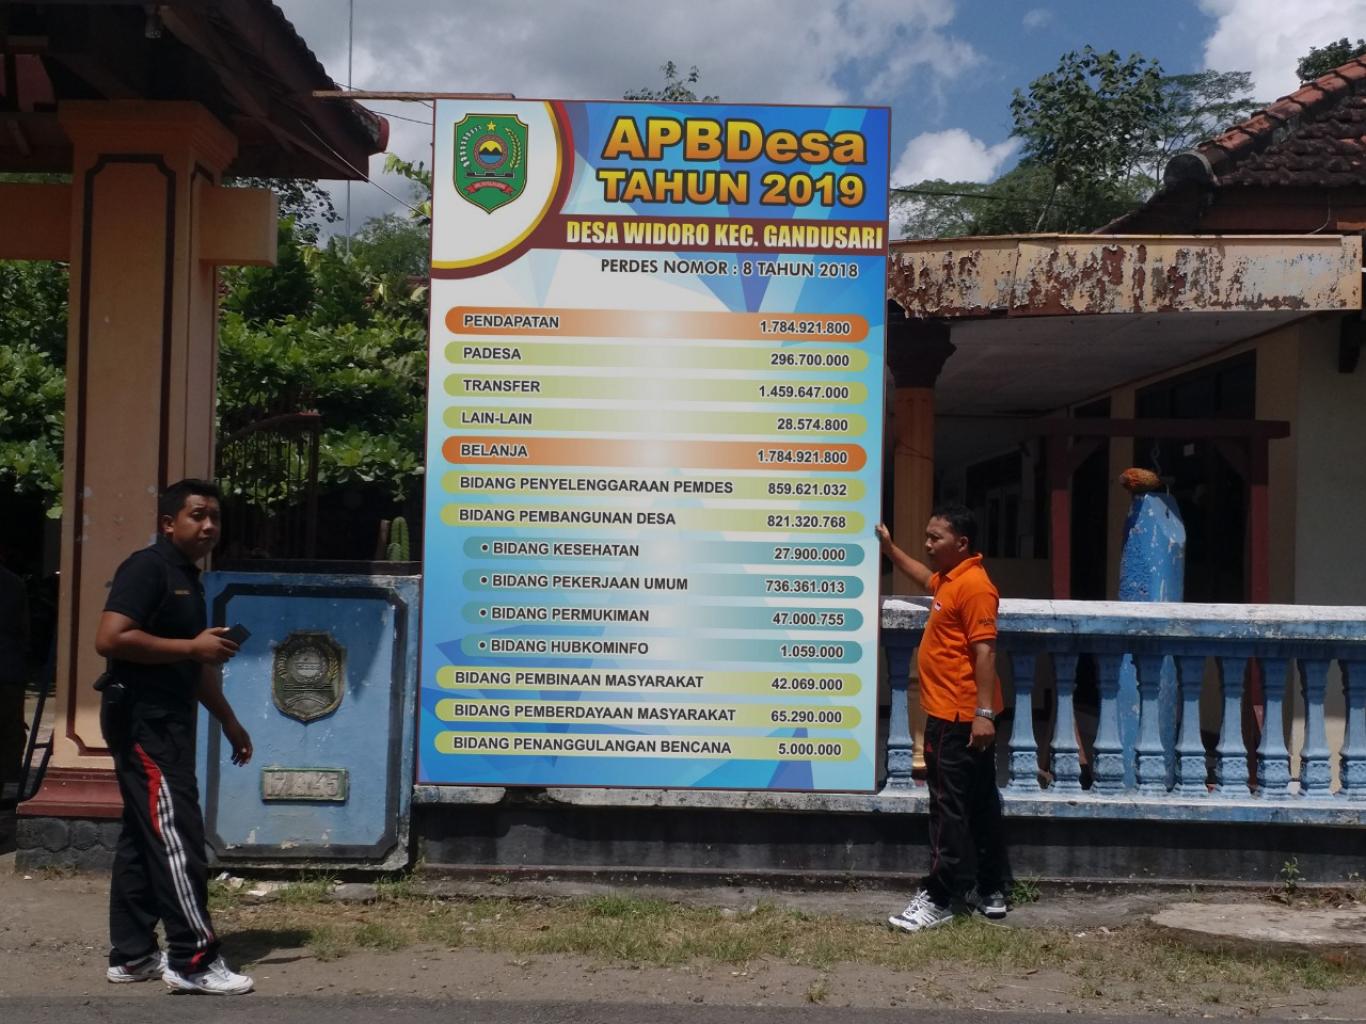 APBDesa
TAHUN 2019
DESA WIDORO KEC. GANDUSARI
PERDES NOMOR : 8 TAHUN 2018
PENDAPATAN 1.784.921.800
PADESA 296.700.000
TRANSFER 1.459.647.000
LAIN-LAIN 28.574.800
BELANJA 1.784.921.800
BIDANG PENYELENGGARAAN PEMDES 859.621.032
BIDANG PEMBANGUNAN DESA 821.320.768
• BIDANG KESEHATAN 27.900.000
• BIDANG PEKERJAAN UMUM 736.361.013
• BIDANG PERMUKIMAN 47.000.755
• BIDANG HUBKOMINFO 1.059.000
BIDANG PEMBINAAN MASYARAKAT 42.069.000
BIDANG PEMBERDAYAAN MASYARAKAT 65.290.000
BIDANG PENANGGULANGAN BENCANA 5.000.000